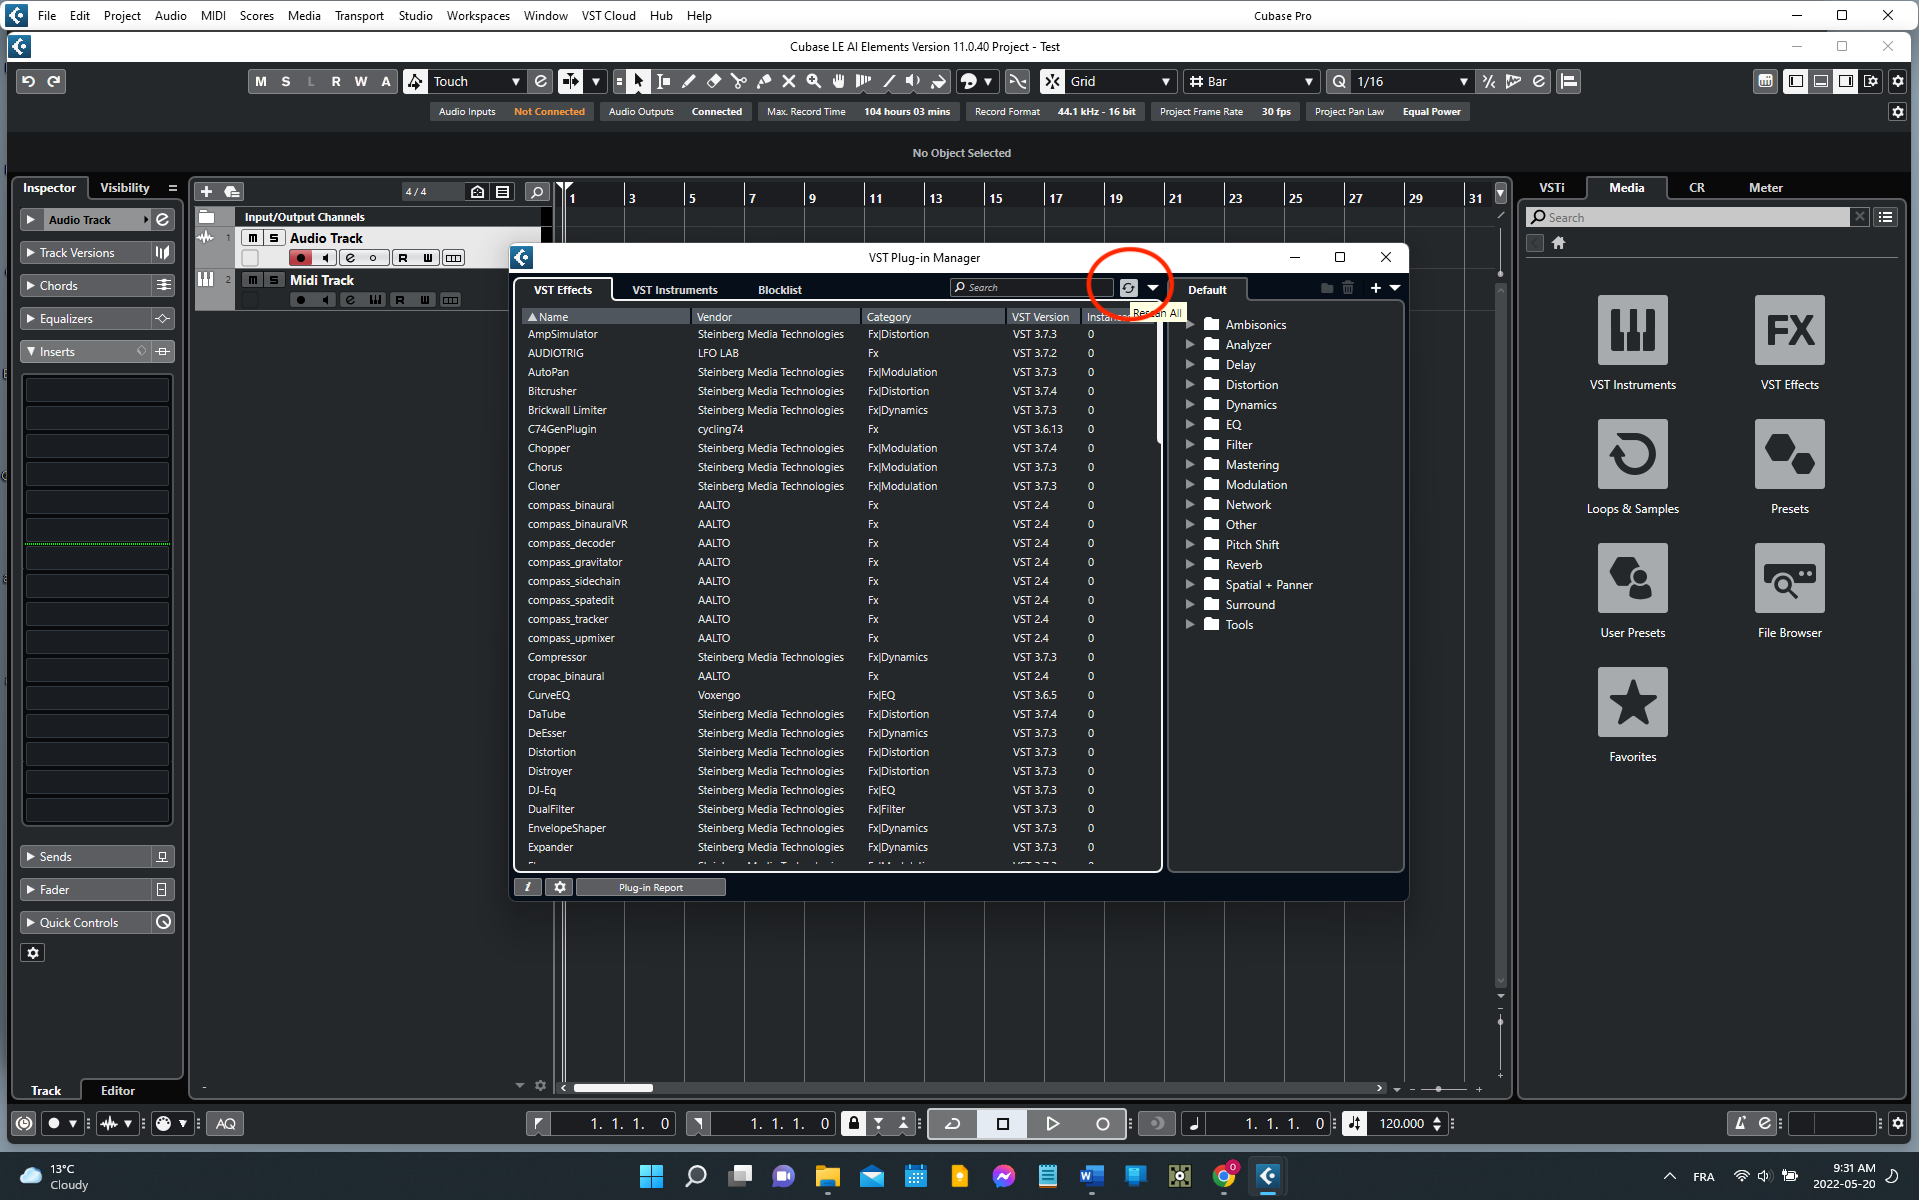 File Edit Project Audio MIDI Scores Media Transport Studio Workspaces Window VST Cloud Hub Help
Cubase Pro
Cubase LE AI Elements Version 11.0.40 Project - Test
M S L R W A Touch Grid Bar Q 1/16
Audio Inputs Not Connected Audio Outputs Connected Max. Record Time 104 hours 03 mins Record Format 44.1 kHz - 16 bit Project Frame Rate 30 fps Project Pan Law Equal Power
No Object Selected
Inspector Visibility
4 / 4
1 3 5 7 9 11 13 15 17 19 21 23 25 27 29 31
VSTi Media CR Meter
Search
Audio Track
Track Versions
Chords
Equalizers
Inserts
Sends
Fader
Quick Controls
Input/Output Channels
1 m S Audio Track
R
2 m S Midi Track
R
VST Plug-in Manager
VST Effects VST Instruments Blocklist
Search
Default
Rescan All
Name Vendor Category VST Version Instances
AmpSimulator Steinberg Media Technologies Fx|Distortion VST 3.7.3 0
AUDIOTRIG LFO LAB Fx VST 3.7.2 0
AutoPan Steinberg Media Technologies Fx|Modulation VST 3.7.3 0
Bitcrusher Steinberg Media Technologies Fx|Distortion VST 3.7.4 0
Brickwall Limiter Steinberg Media Technologies Fx|Dynamics VST 3.7.3 0
C74GenPlugin cycling74 Fx VST 3.6.13 0
Chopper Steinberg Media Technologies Fx|Modulation VST 3.7.4 0
Chorus Steinberg Media Technologies Fx|Modulation VST 3.7.3 0
Cloner Steinberg Media Technologies Fx|Modulation VST 3.7.3 0
compass_binaural AALTO Fx VST 2.4 0
compass_binauralVR AALTO Fx VST 2.4 0
compass_decoder AALTO Fx VST 2.4 0
compass_gravitator AALTO Fx VST 2.4 0
compass_sidechain AALTO Fx VST 2.4 0
compass_spatedit AALTO Fx VST 2.4 0
compass_tracker AALTO Fx VST 2.4 0
compass_upmixer AALTO Fx VST 2.4 0
Compressor Steinberg Media Technologies Fx|Dynamics VST 3.7.3 0
cropac_binaural AALTO Fx VST 2.4 0
CurveEQ Voxengo Fx|EQ VST 3.6.5 0
DaTube Steinberg Media Technologies Fx|Distortion VST 3.7.4 0
DeEsser Steinberg Media Technologies Fx|Dynamics VST 3.7.3 0
Distortion Steinberg Media Technologies Fx|Distortion VST 3.7.3 0
Distroyer Steinberg Media Technologies Fx|Distortion VST 3.7.3 0
DJ-Eq Steinberg Media Technologies Fx|EQ VST 3.7.3 0
DualFilter Steinberg Media Technologies Fx|Filter VST 3.7.3 0
EnvelopeShaper Steinberg Media Technologies Fx|Dynamics VST 3.7.3 0
Expander Steinberg Media Technologies Fx|Dynamics VST 3.7.3 0
Plug-in Report
Ambisonics
Analyzer
Delay
Distortion
Dynamics
EQ
Filter
Mastering
Modulation
Network
Other
Pitch Shift
Reverb
Spatial + Panner
Surround
Tools
FX
VST Instruments VST Effects
Loops & Samples Presets
User Presets File Browser
Favorites
Track Editor
AQ
1. 1. 1. 0 1. 1. 1. 0 1. 1. 1. 0 120.000
13°C
Cloudy
FRA
9:31 AM
2022-05-20